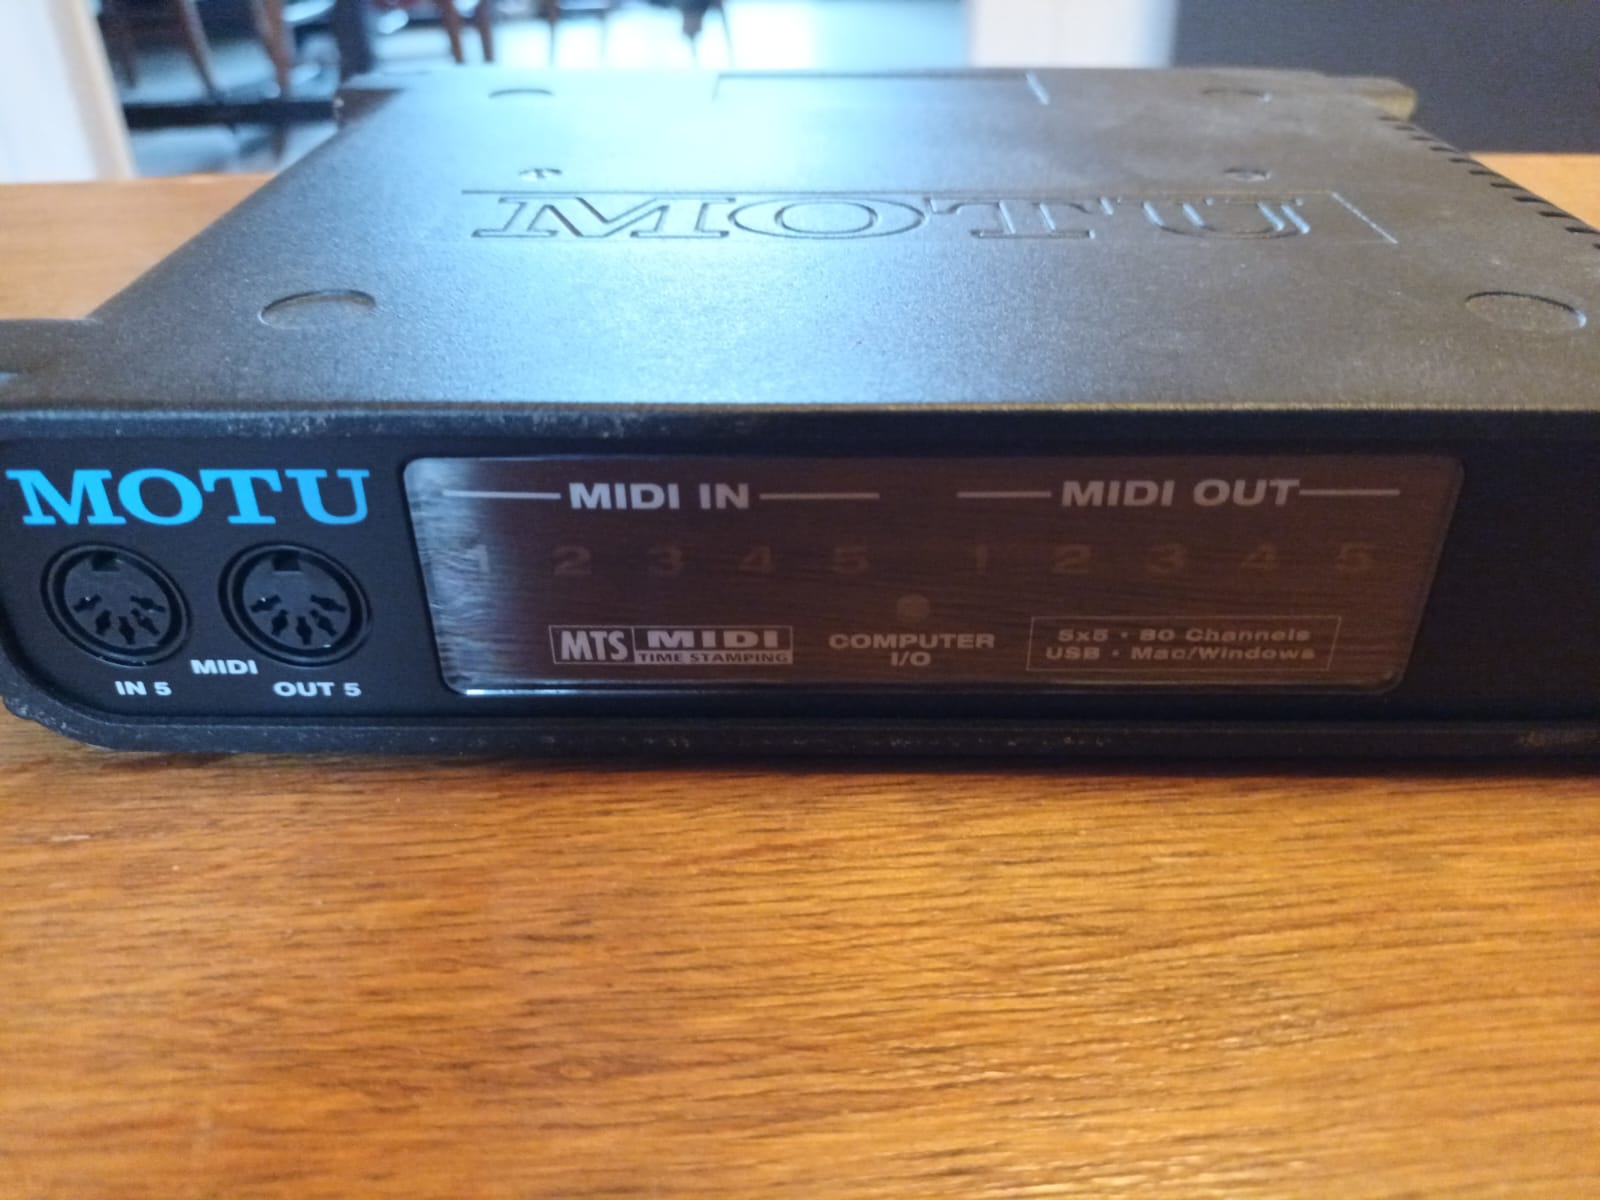 MOTU
MOTU
MIDI IN
MIDI OUT
1 2 3 4 5
1 2 3 4 5
MTS MIDI
TIME STAMPING
COMPUTER
I/O
5x5 • 80 Channels
USB • Mac/Windows
MIDI
IN 5
OUT 5